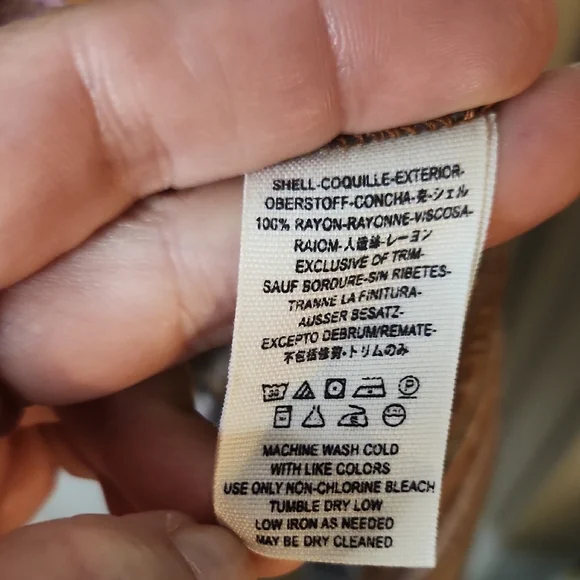 SHELL-COQUILLE-EXTERIOR-
OBERSTOFF-CONCHA-克-シェル
100% RAYON-RAYONNE-VISCOSA-
RAIOM-人造絲-レーヨン
EXCLUSIVE OF TRIM-
SAUF BORDURE-SIN RIBETES-
TRANNE LA FINITURA-
AUSSER BESATZ-
EXCEPTO DEBRUM/REMATE-
不包括修剪-トリムのみ
MACHINE WASH COLD
WITH LIKE COLORS
USE ONLY NON-CHLORINE BLEACH
TUMBLE DRY LOW
LOW IRON AS NEEDED
MAY BE DRY CLEANED